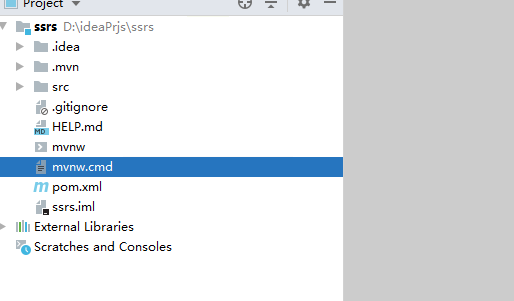 Project
ssrs D:\ideaPrjs\ssrs
.idea
.mvn
src
.gitignore
MD HELP.md
mvnw
mvnw.cmd
m pom.xml
ssrs.iml
External Libraries
Scratches and Consoles